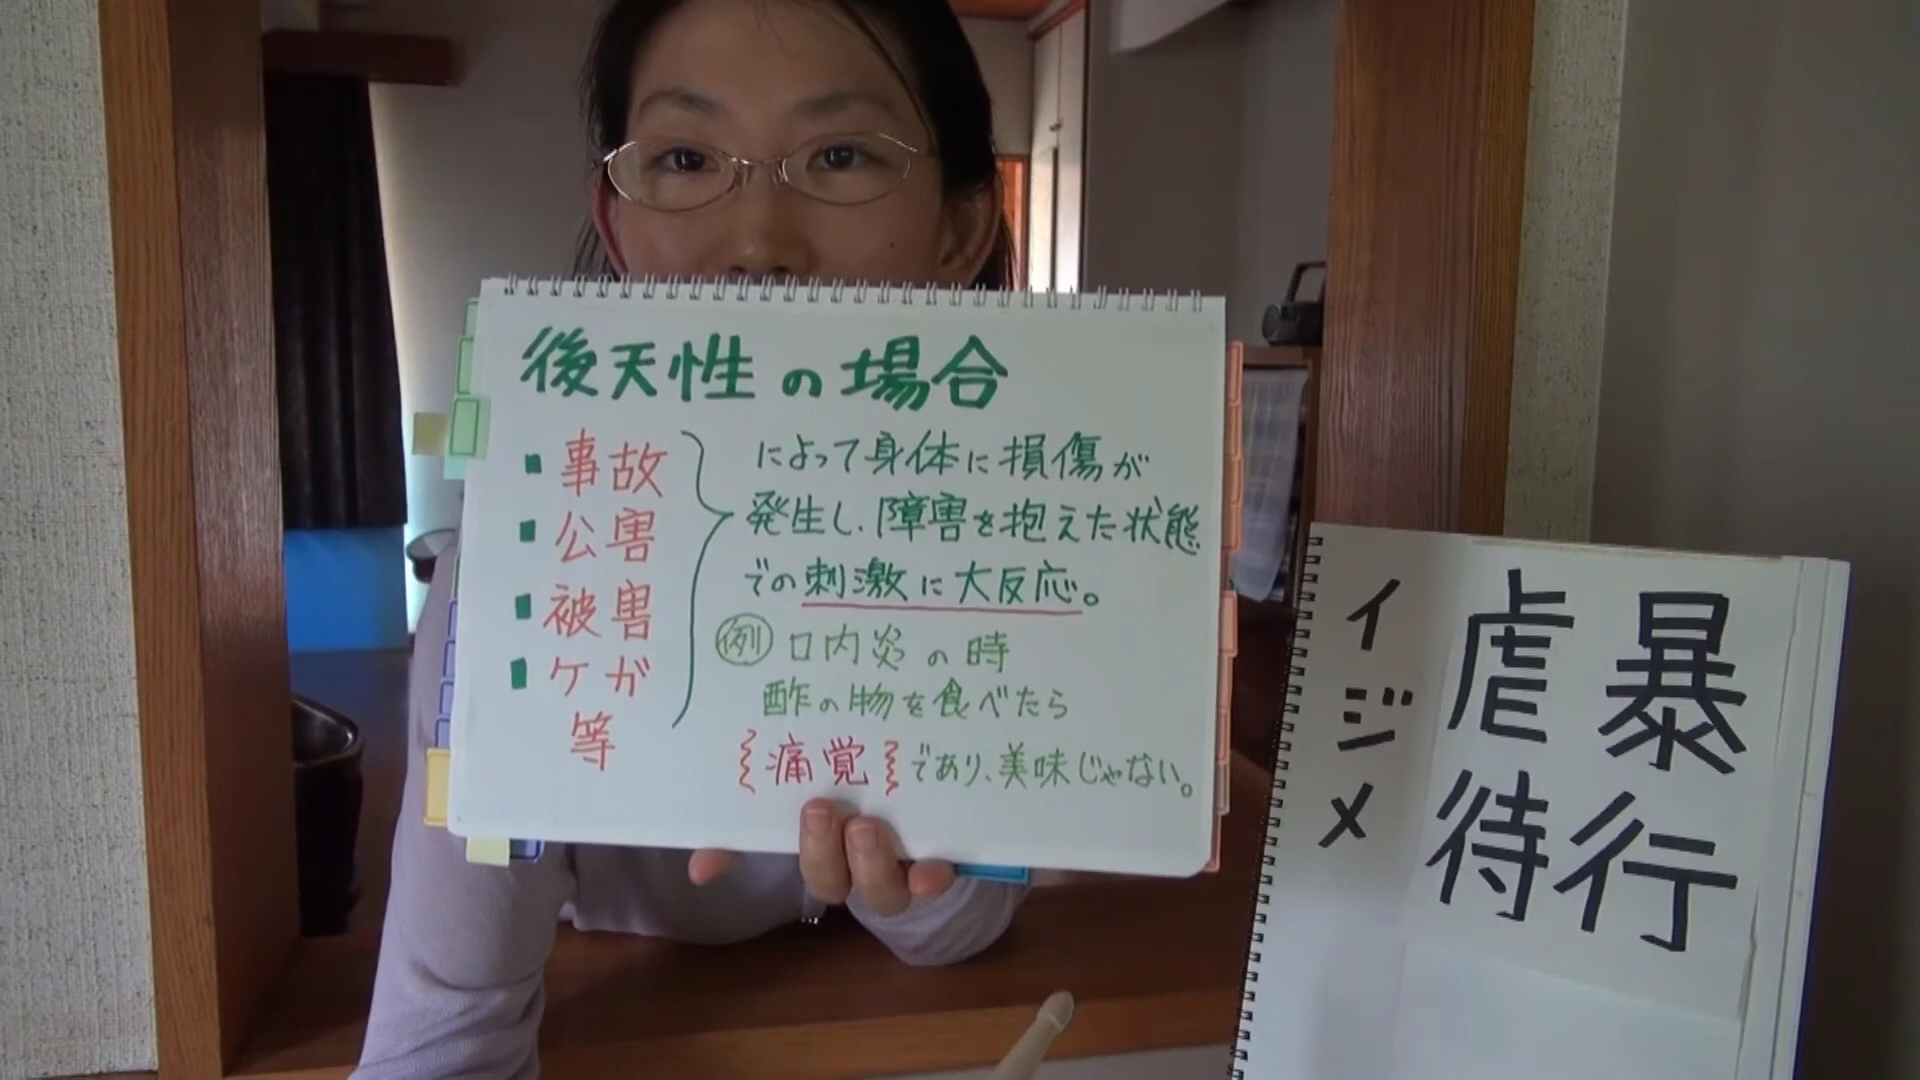 後天性の場合
▪事故
▪公害
▪被害
▪ケガ
等
によって身体に損傷が
発生し、障害を抱えた状態
での刺激に大反応。
例 口内炎の時
酢の物を食べたら
痛覚であり、美味じゃない。
暴行
虐待
イジメ